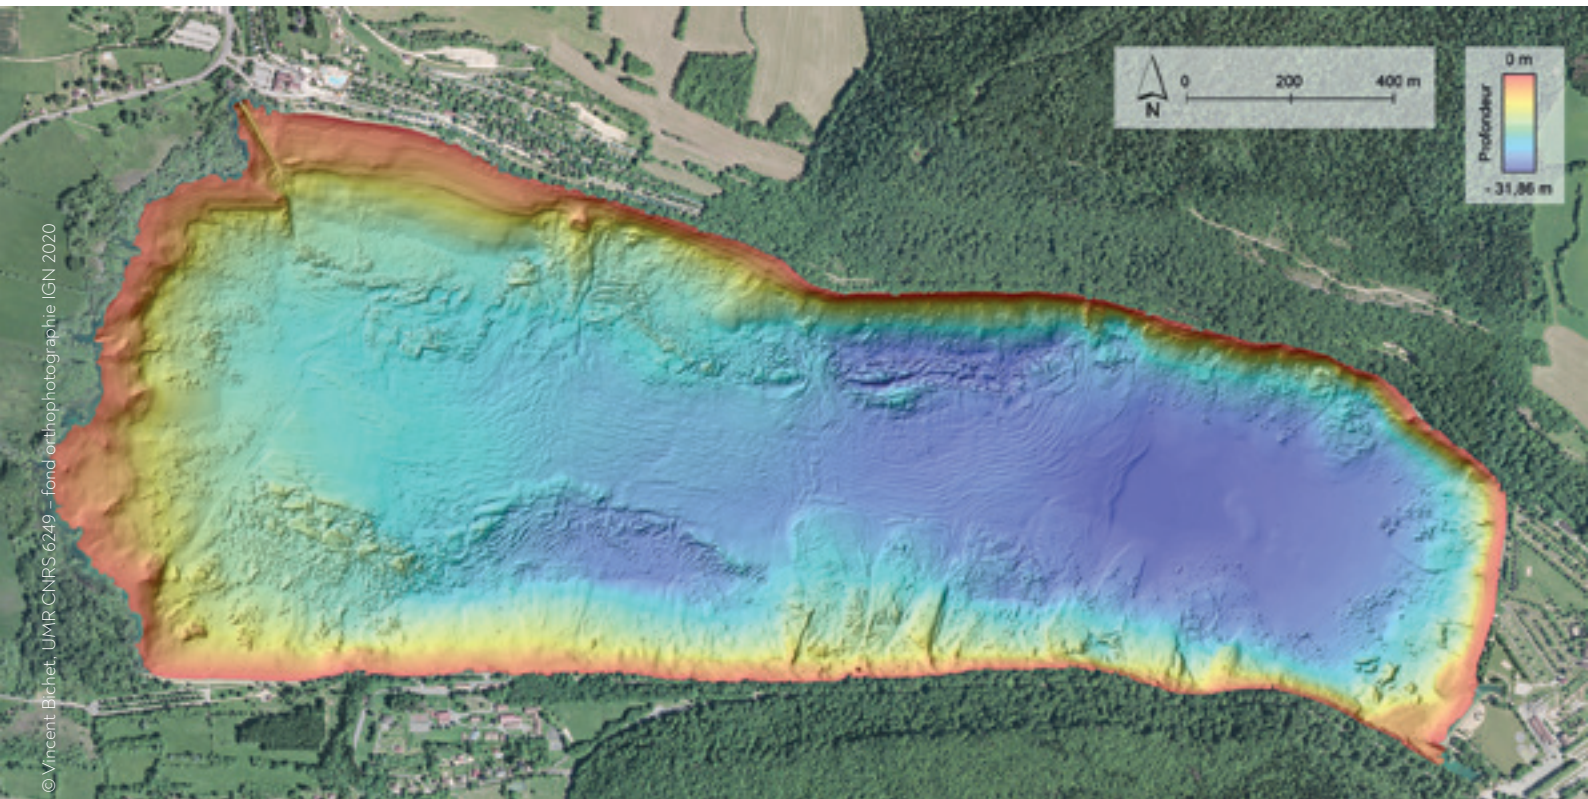 0 200 400 m
N
0 m
Profondeur
- 31,86 m
© Vincent Bichet, UMR CNRS 6249 – fond orthophotographie IGN 2020